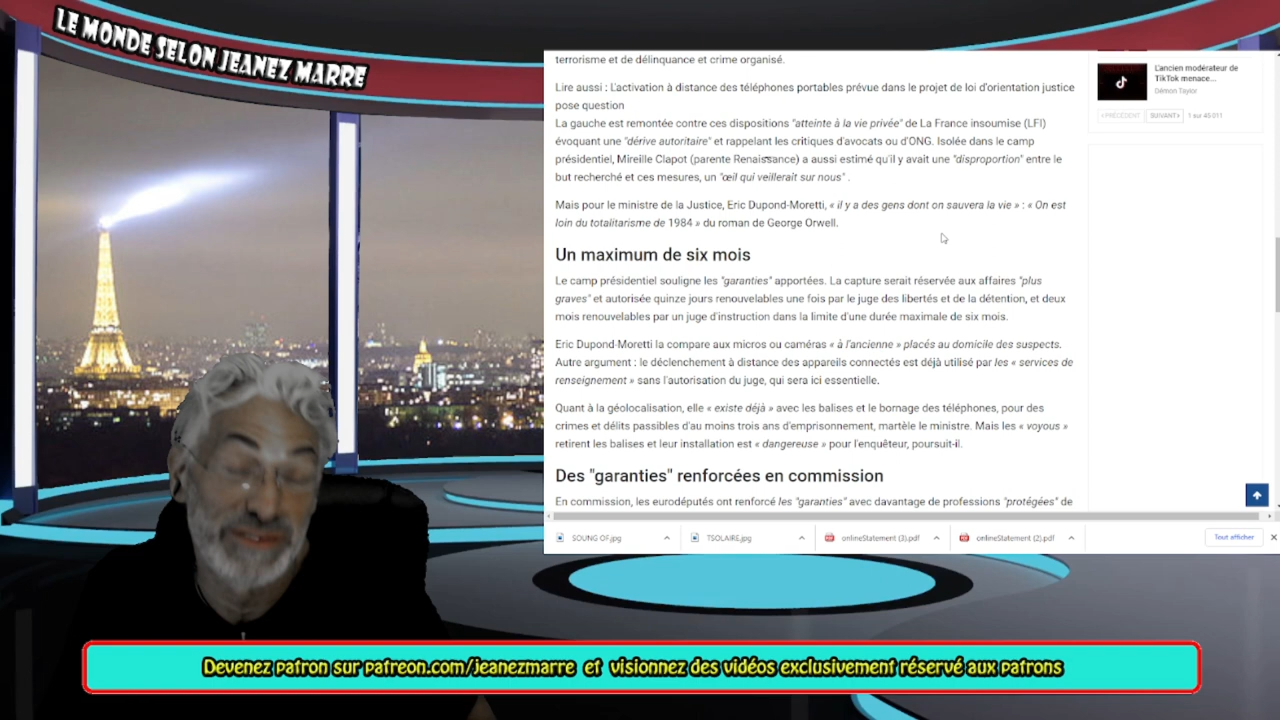 LE MONDE SELON JEANEZ MARRE
terrorisme et de délinquance et crime organisé.
Lire aussi : L'activation à distance des téléphones portables prévue dans le projet de loi d'orientation justice
pose question
La gauche est remontée contre ces dispositions "atteinte à la vie privée" de La France insoumise (LFI)
évoquant une "dérive autoritaire" et rappelant les critiques d'avocats ou d'ONG. Isolée dans le camp
présidentiel, Mireille Clapot (parente Renaissance) a aussi estimé qu'il y avait une "disproportion" entre le
but recherché et ces mesures, un "œil qui veillerait sur nous" .
Mais pour le ministre de la Justice, Eric Dupond-Moretti, « il y a des gens dont on sauvera la vie » : « On est
loin du totalitarisme de 1984 » du roman de George Orwell.
Un maximum de six mois
Le camp présidentiel souligne les "garanties" apportées. La capture serait réservée aux affaires "plus
graves" et autorisée quinze jours renouvelables une fois par le juge des libertés et de la détention, et deux
mois renouvelables par un juge d'instruction dans la limite d'une durée maximale de six mois.
Eric Dupond-Moretti la compare aux micros ou caméras « à l'ancienne » placés au domicile des suspects.
Autre argument : le déclenchement à distance des appareils connectés est déjà utilisé par les « services de
renseignement » sans l'autorisation du juge, qui sera ici essentielle.
Quant à la géolocalisation, elle « existe déjà » avec les balises et le bornage des téléphones, pour des
crimes et délits passibles d'au moins trois ans d'emprisonnement, martèle le ministre. Mais les « voyous »
retirent les balises et leur installation est « dangereuse » pour l'enquêteur, poursuit-il.
Des "garanties" renforcées en commission
En commission, les eurodéputés ont renforcé les "garanties" avec davantage de professions "protégées" de
L'ancien modérateur de
TikTok menace...
Démon Taylor
‹ PRÉCÉDENT SUIVANT › 1 sur 45 011
SOUNG OF.jpg
TSOLAIRE.jpg
onlineStatement (3).pdf
onlineStatement (2).pdf
Tout afficher
Devenez patron sur patreon.com/jeanezmarre et visionnez des vidéos exclusivement réservé aux patrons